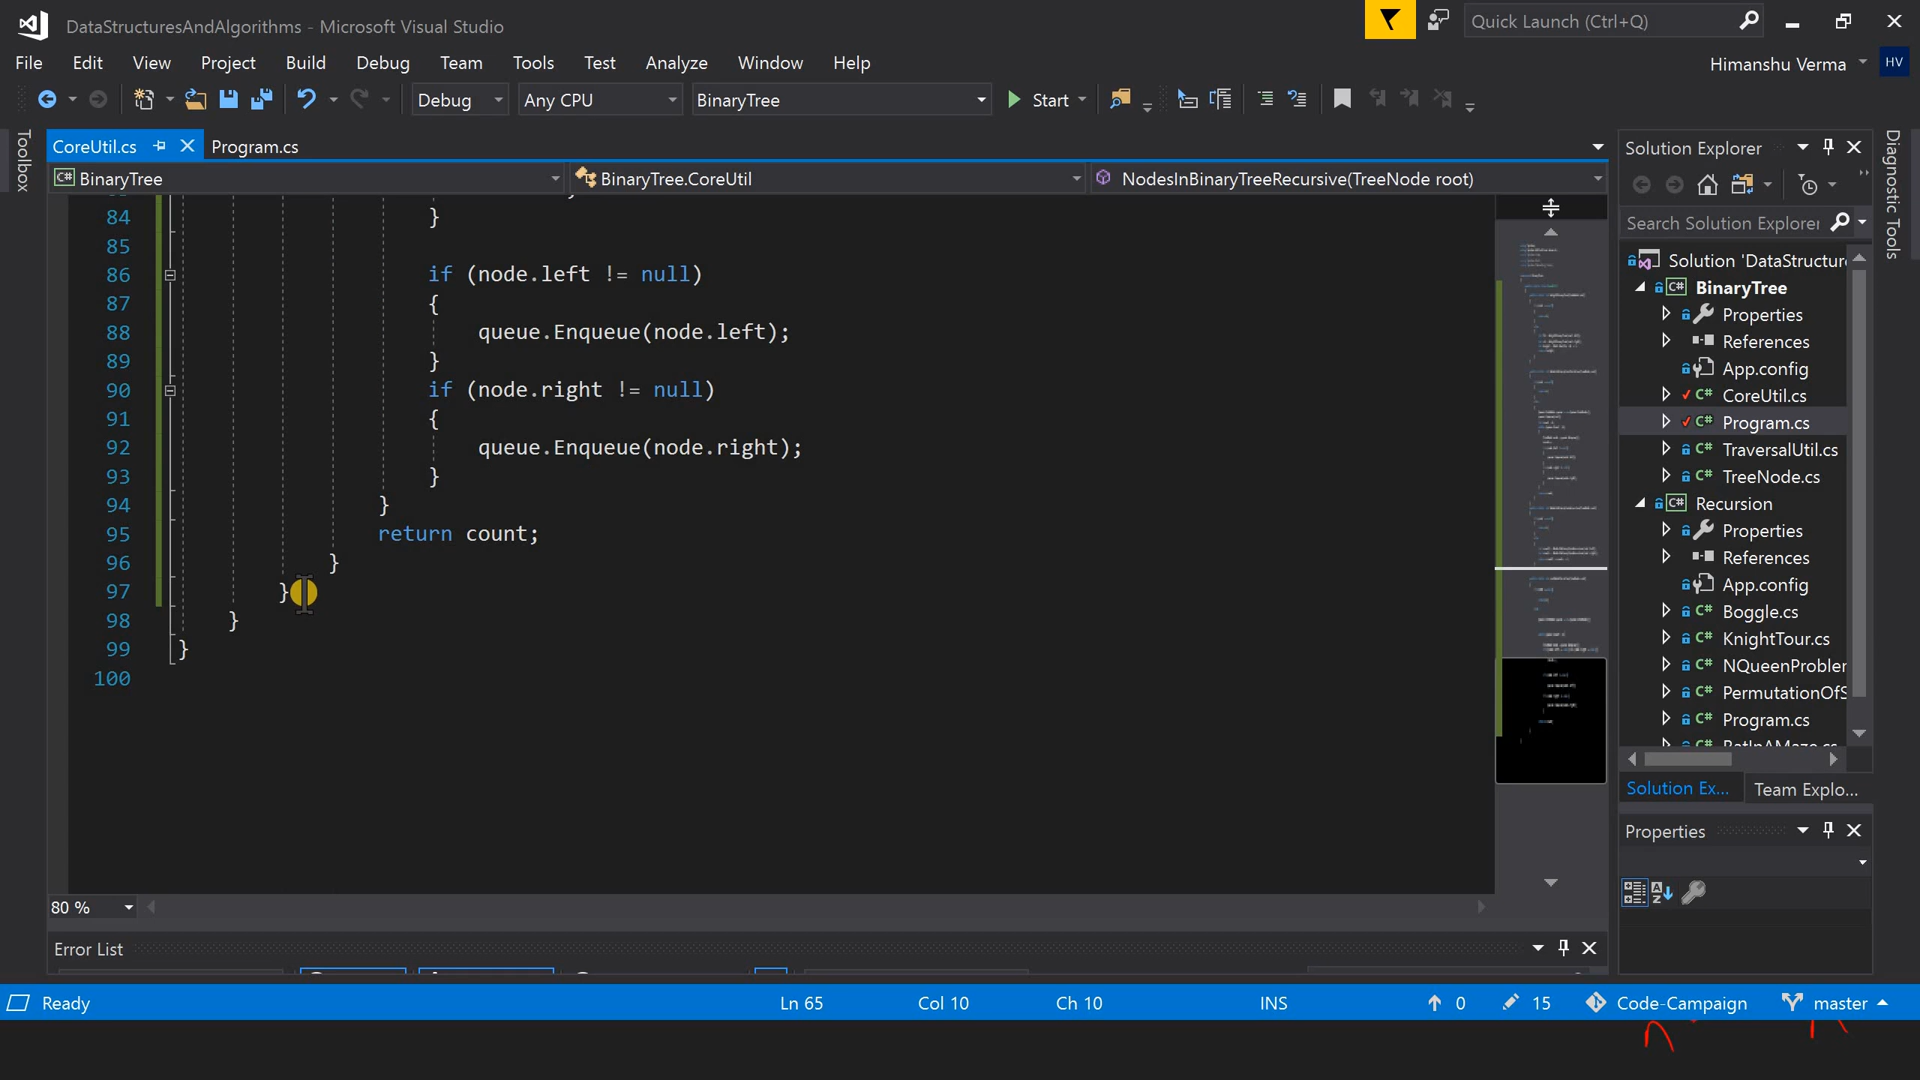 DataStructuresAndAlgorithms - Microsoft Visual Studio
Quick Launch (Ctrl+Q)
File Edit View Project Build Debug Team Tools Test Analyze Window Help
Himanshu Verma HV
Debug Any CPU BinaryTree Start
Toolbox
CoreUtil.cs Program.cs
BinaryTree BinaryTree.CoreUtil NodesInBinaryTreeRecursive(TreeNode root)
84 }
85
86 if (node.left != null)
87 {
88 queue.Enqueue(node.left);
89 }
90 if (node.right != null)
91 {
92 queue.Enqueue(node.right);
93 }
94 }
95 return count;
96 }
97 }
98 }
99 }
100
80 %
Error List
Solution Explorer
Search Solution Explorer
Solution 'DataStructure
C# BinaryTree
Properties
References
App.config
C# CoreUtil.cs
C# Program.cs
C# TraversalUtil.cs
C# TreeNode.cs
C# Recursion
Properties
References
App.config
C# Boggle.cs
C# KnightTour.cs
C# NQueenProblem
C# PermutationOfS
C# Program.cs
C# RatInAMaze.cs
Solution Ex... Team Explo...
Properties
Diagnostic Tools
Ready Ln 65 Col 10 Ch 10 INS 0 15 Code-Campaign master